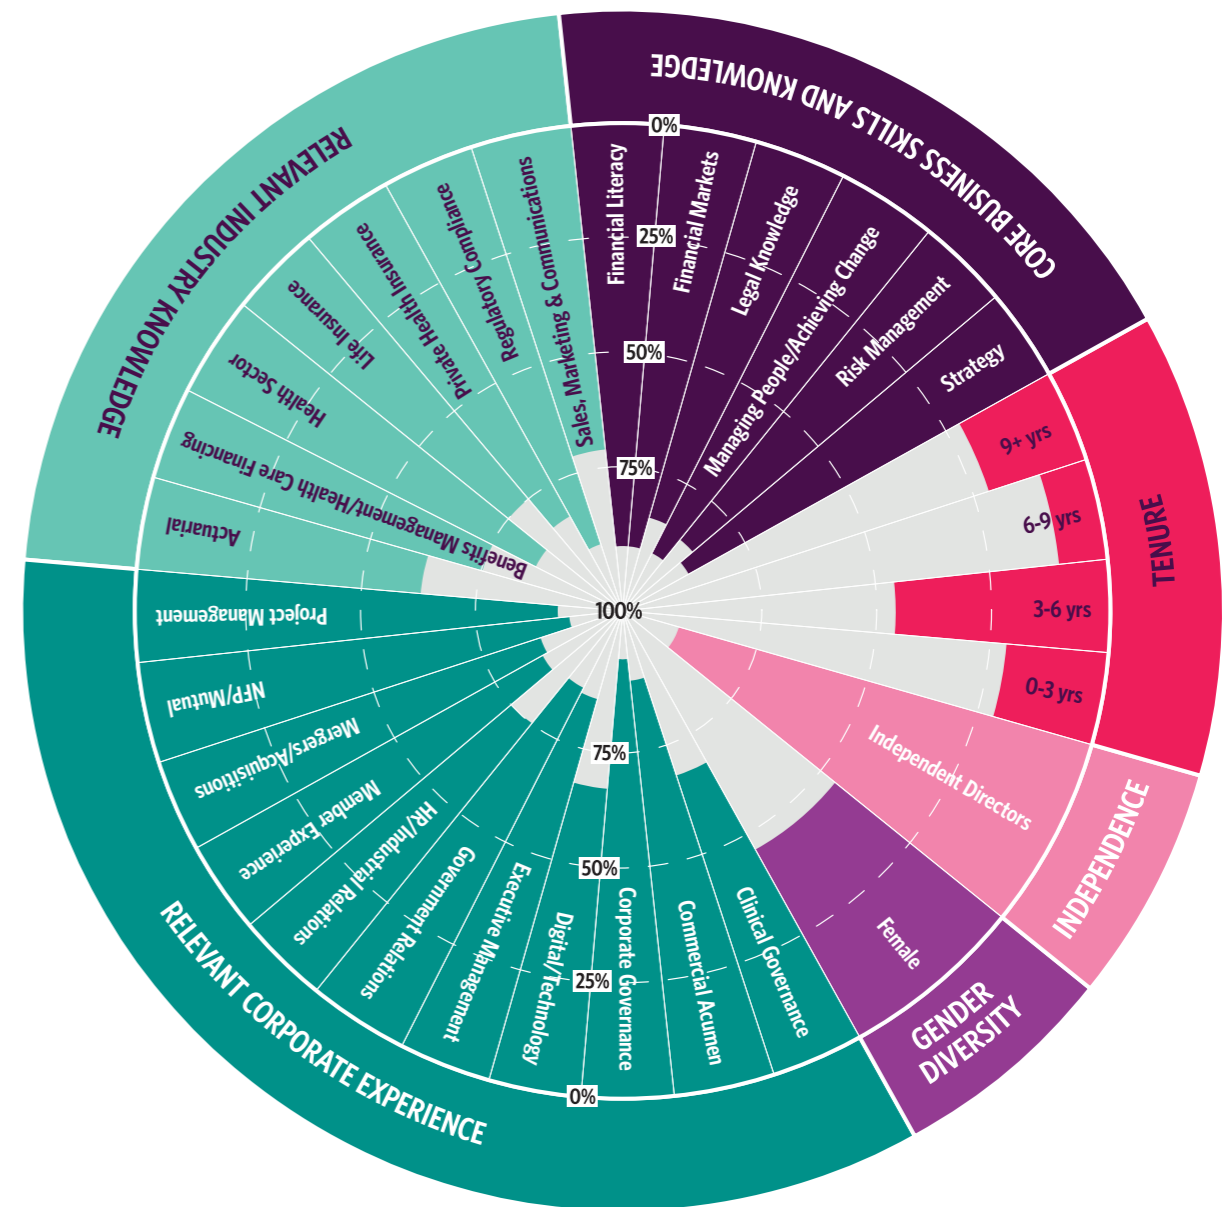 CORE BUSINESS SKILLS AND KNOWLEDGE
Financial Literacy
Financial Markets
Legal Knowledge
Managing People/Achieving Change
Risk Management
Strategy
TENURE
9+ yrs
6-9 yrs
3-6 yrs
0-3 yrs
INDEPENDENCE
Independent Directors
GENDER
DIVERSITY
Female
RELEVANT CORPORATE EXPERIENCE
Clinical Governance
Commercial Acumen
Corporate Governance
Digital/Technology
Executive Management
Government Relations
HR/Industrial Relations
Member Experience
Mergers/Acquisitions
NFP/Mutual
Project Management
RELEVANT INDUSTRY KNOWLEDGE
Actuarial
Benefits Management/Health Care Financing
Health Sector
Life Insurance
Private Health Insurance
Regulatory Compliance
Sales, Marketing & Communications
0%
25%
50%
75%
100%
75%
50%
25%
0%